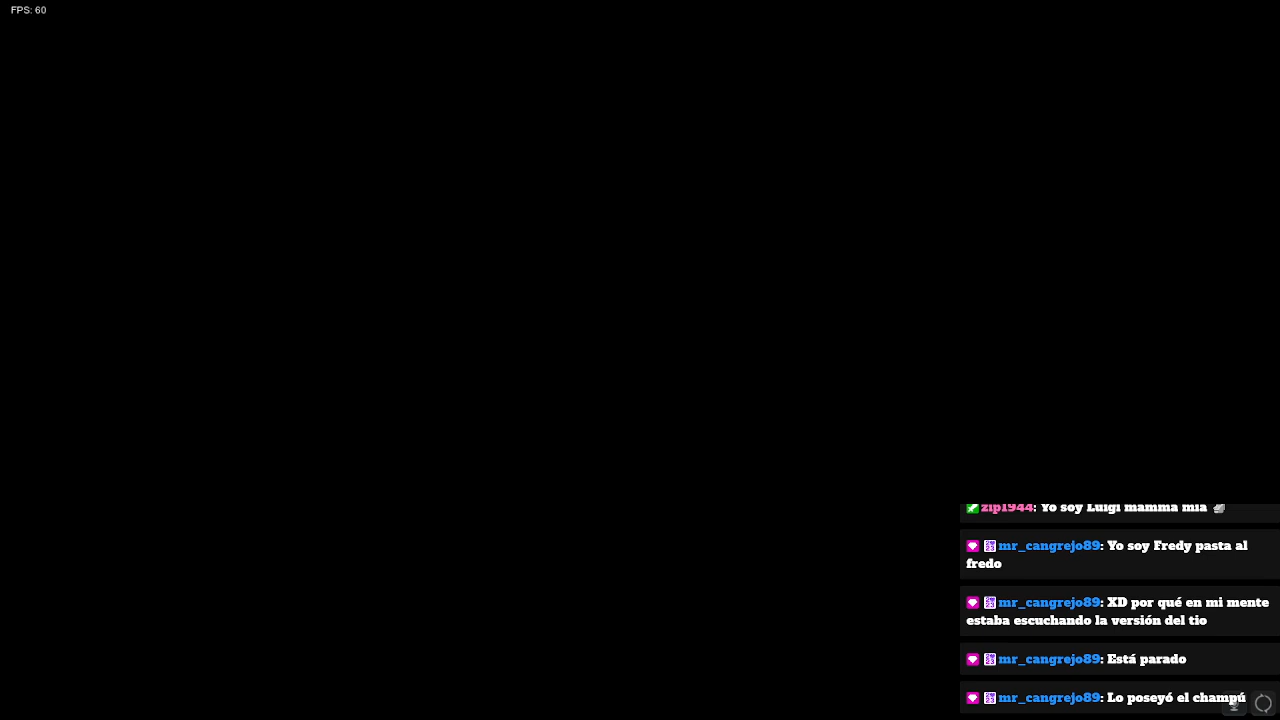 FPS: 60
zip1944: Yo soy Luigi mamma mia
mr_cangrejo89: Yo soy Fredy pasta al
fredo
mr_cangrejo89: XD por qué en mi mente
estaba escuchando la versión del tio
mr_cangrejo89: Está parado
mr_cangrejo89: Lo poseyó el champú